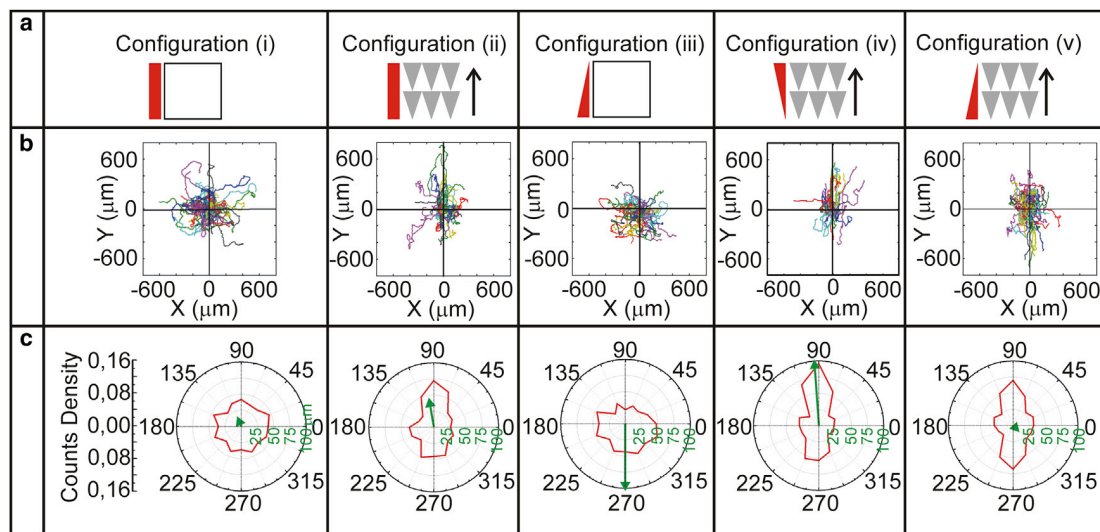 a
Configuration (i)
Configuration (ii)
Configuration (iii)
Configuration (iv)
Configuration (v)
b
Y (µm)
600
0
-600
-600 0 600
X (µm)
Y (µm)
600
0
-600
-600 0 600
X (µm)
Y (µm)
600
0
-600
-600 0 600
X (µm)
Y (µm)
600
0
-600
-600 0 600
X (µm)
Y (µm)
600
0
-600
-600 0 600
X (µm)
c
Counts Density
0,16
0,08
0,00
0,08
0,16
90
135 45
180 0
225 315
270
25 50 75 100 µm
90
135 45
180 0
225 315
270
25 50 75 100
90
135 45
180 0
225 315
270
25 50 75 100
90
135 45
180 0
225 315
270
25 50 75 100
90
135 45
180 0
225 315
270
25 50 75 100